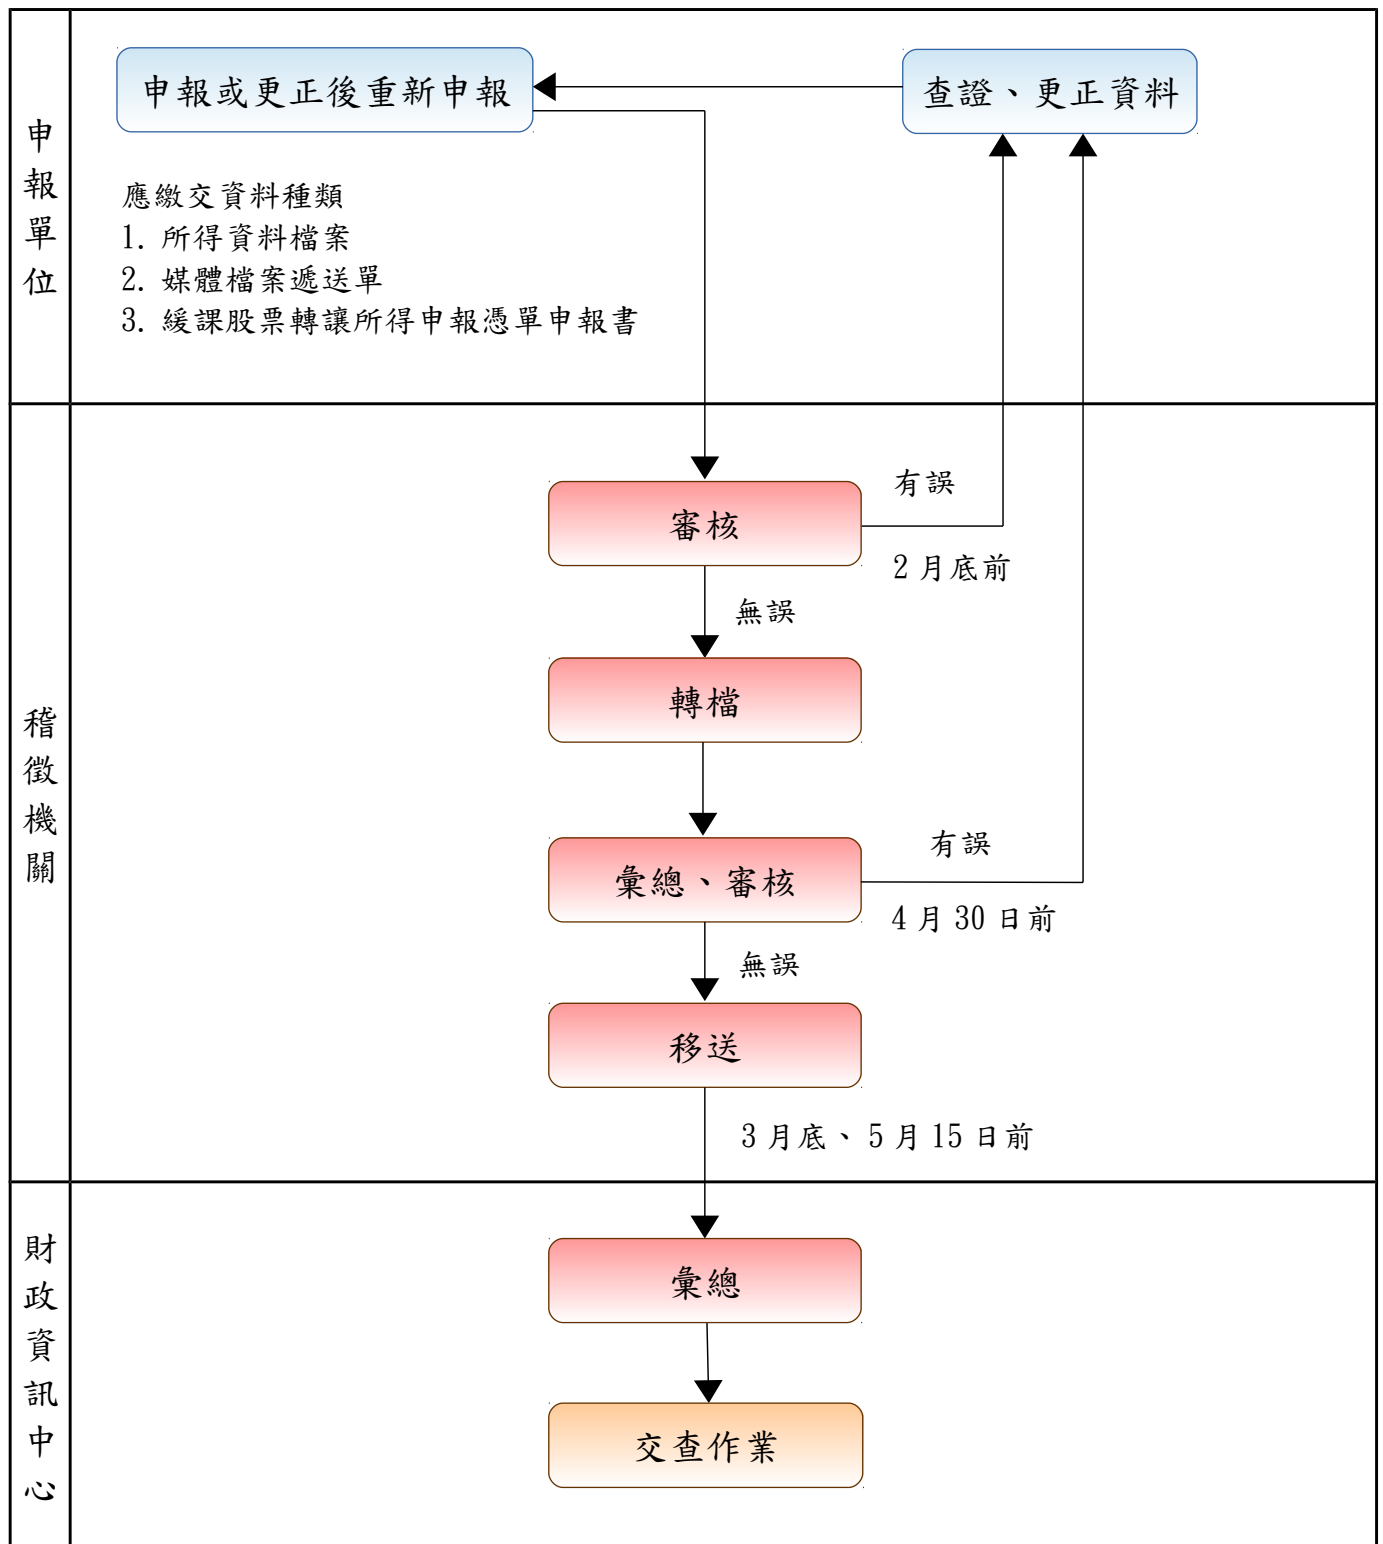 申報單位
申報或更正後重新申報
查證、更正資料
應繳交資料種類
1. 所得資料檔案
2. 媒體檔案遞送單
3. 緩課股票轉讓所得申報憑單申報書
稽徵機關
審核
有誤
2 月底前
無誤
轉檔
彙總、審核
有誤
4 月 30 日前
無誤
移送
3 月底、 5 月 15 日前
財政資訊中心
彙總
交查作業